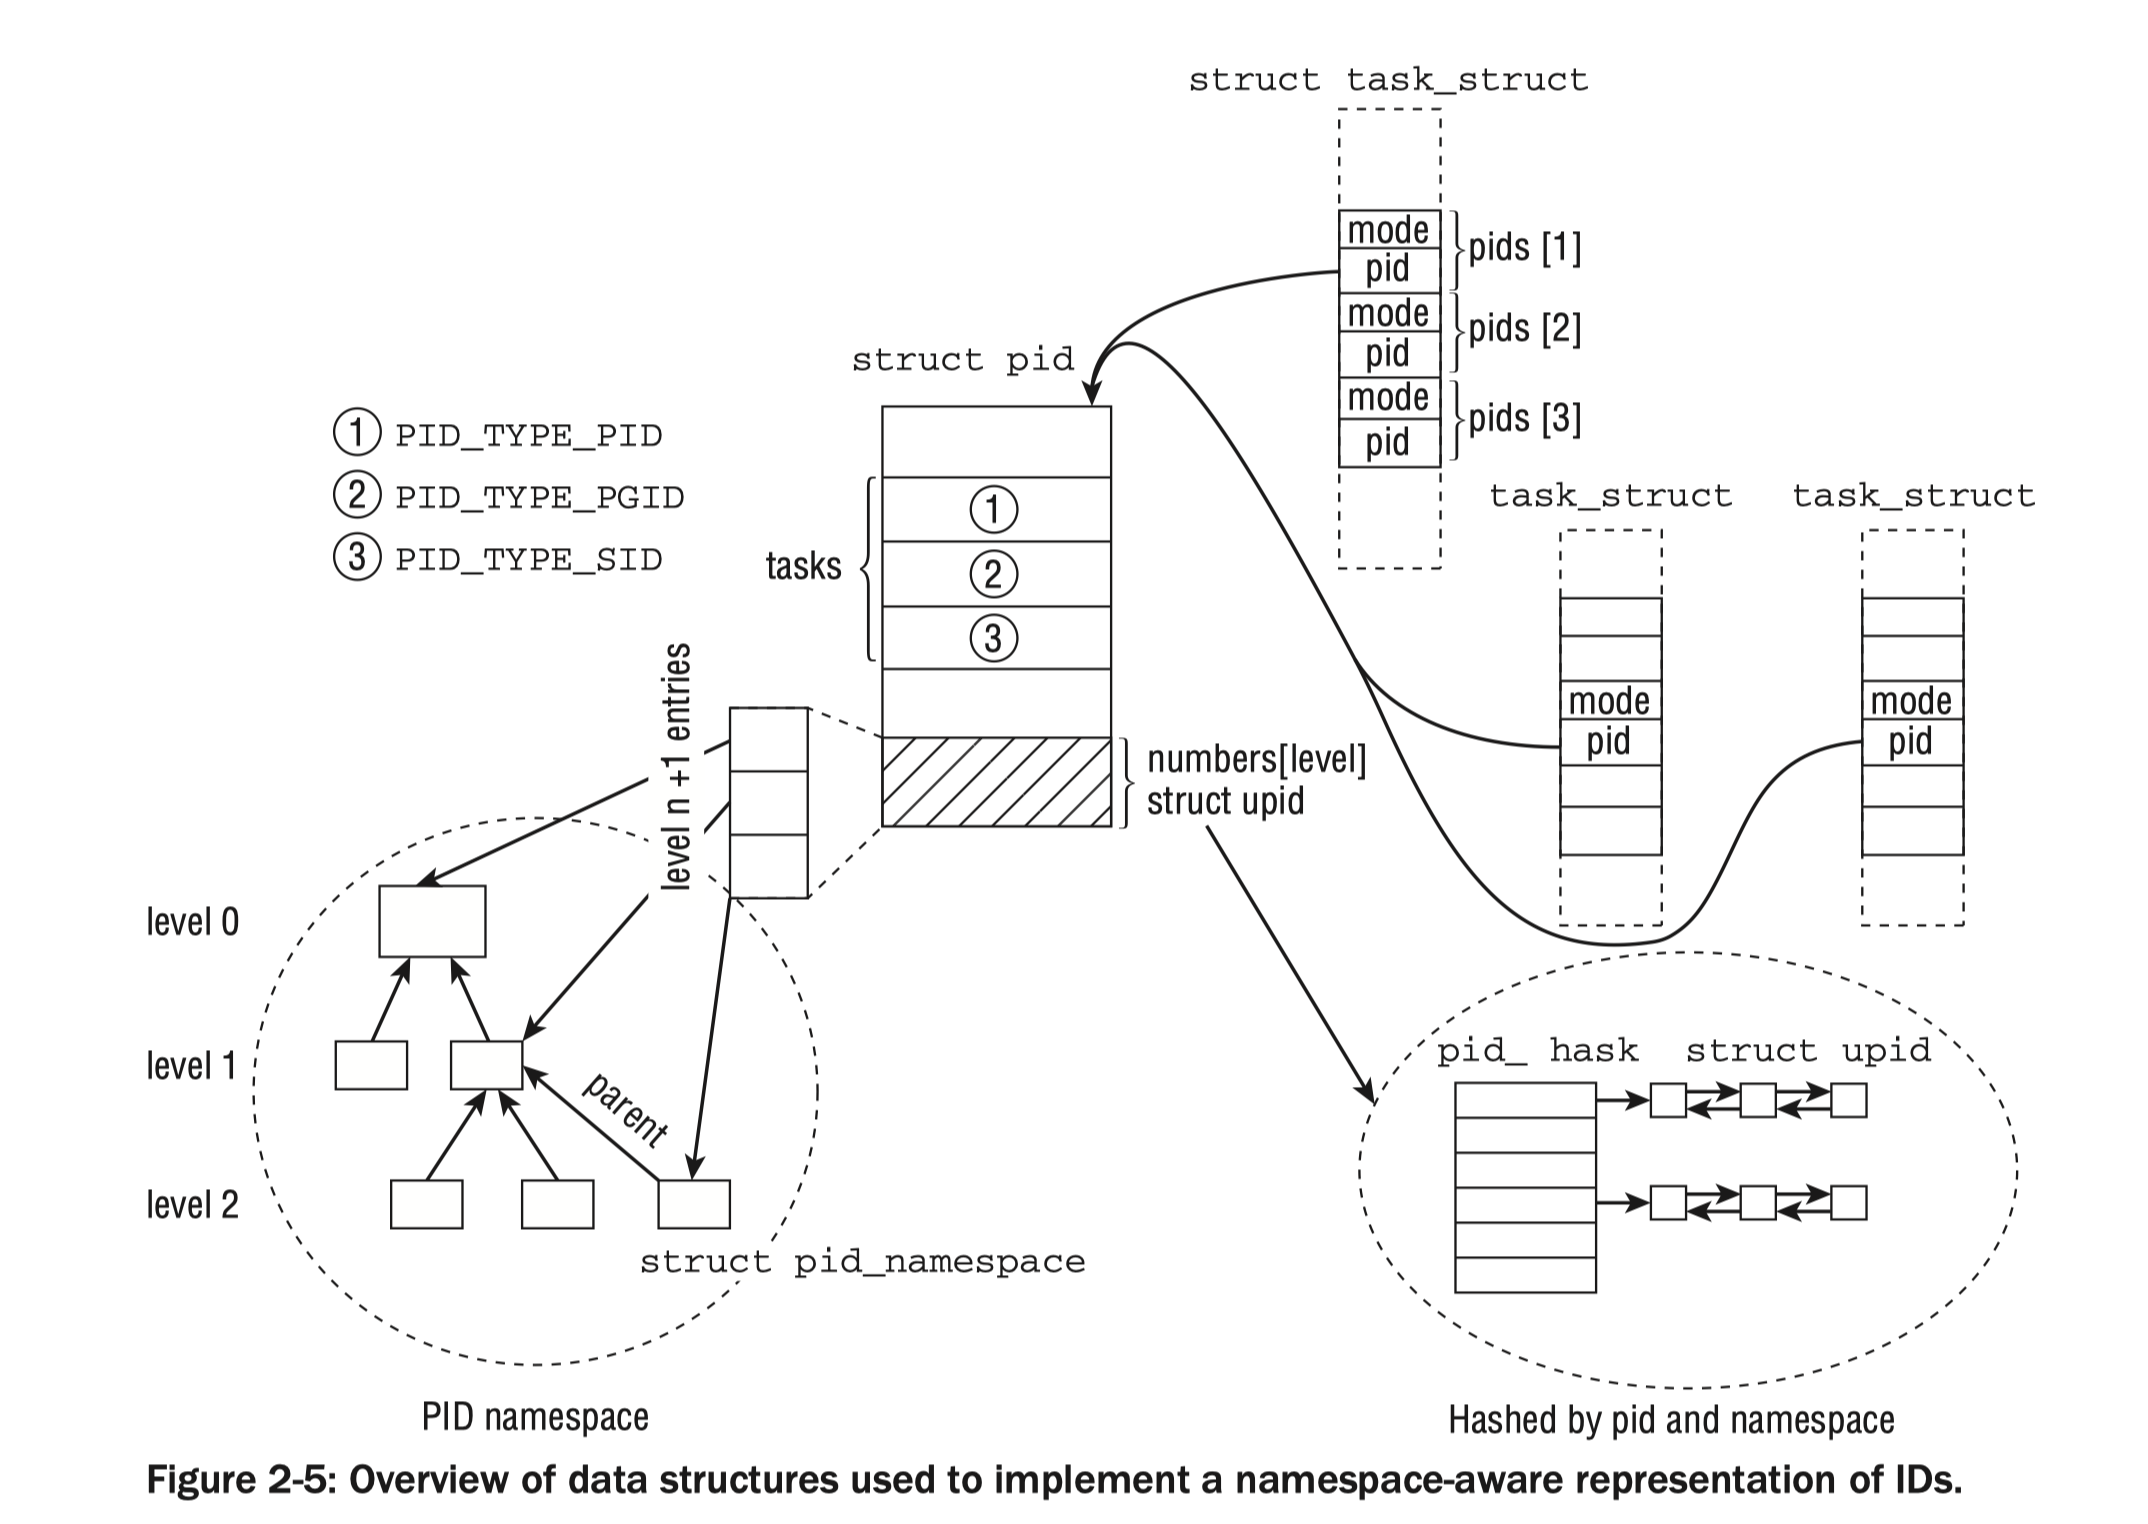 struct task_struct
mode
pid
pids [1]
mode
pid
pids [2]
mode
pid
pids [3]
struct pid
1 PID_TYPE_PID
2 PID_TYPE_PGID
3 PID_TYPE_SID
tasks
1
2
3
task_struct
task_struct
mode
pid
mode
pid
level n +1 entries
numbers[level]
struct upid
level 0
level 1
level 2
parent
struct pid_namespace
PID namespace
pid_ hask
struct upid
Hashed by pid and namespace
Figure 2-5: Overview of data structures used to implement a namespace-aware representation of IDs.